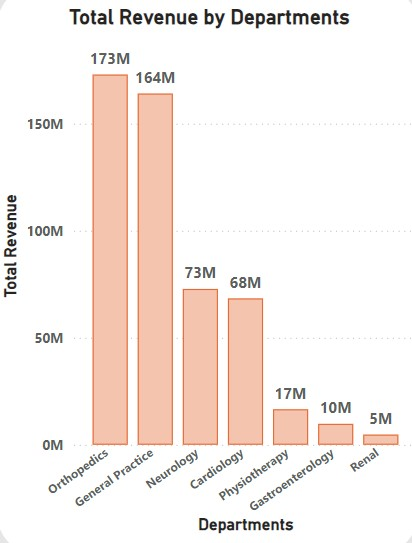 Total Revenue by Departments
173M
164M
150M
100M
73M
68M
50M
17M
10M
5M
0M
Total Revenue
Orthopedics
General Practice
Neurology
Cardiology
Physiotherapy
Gastroenterology
Renal
Departments